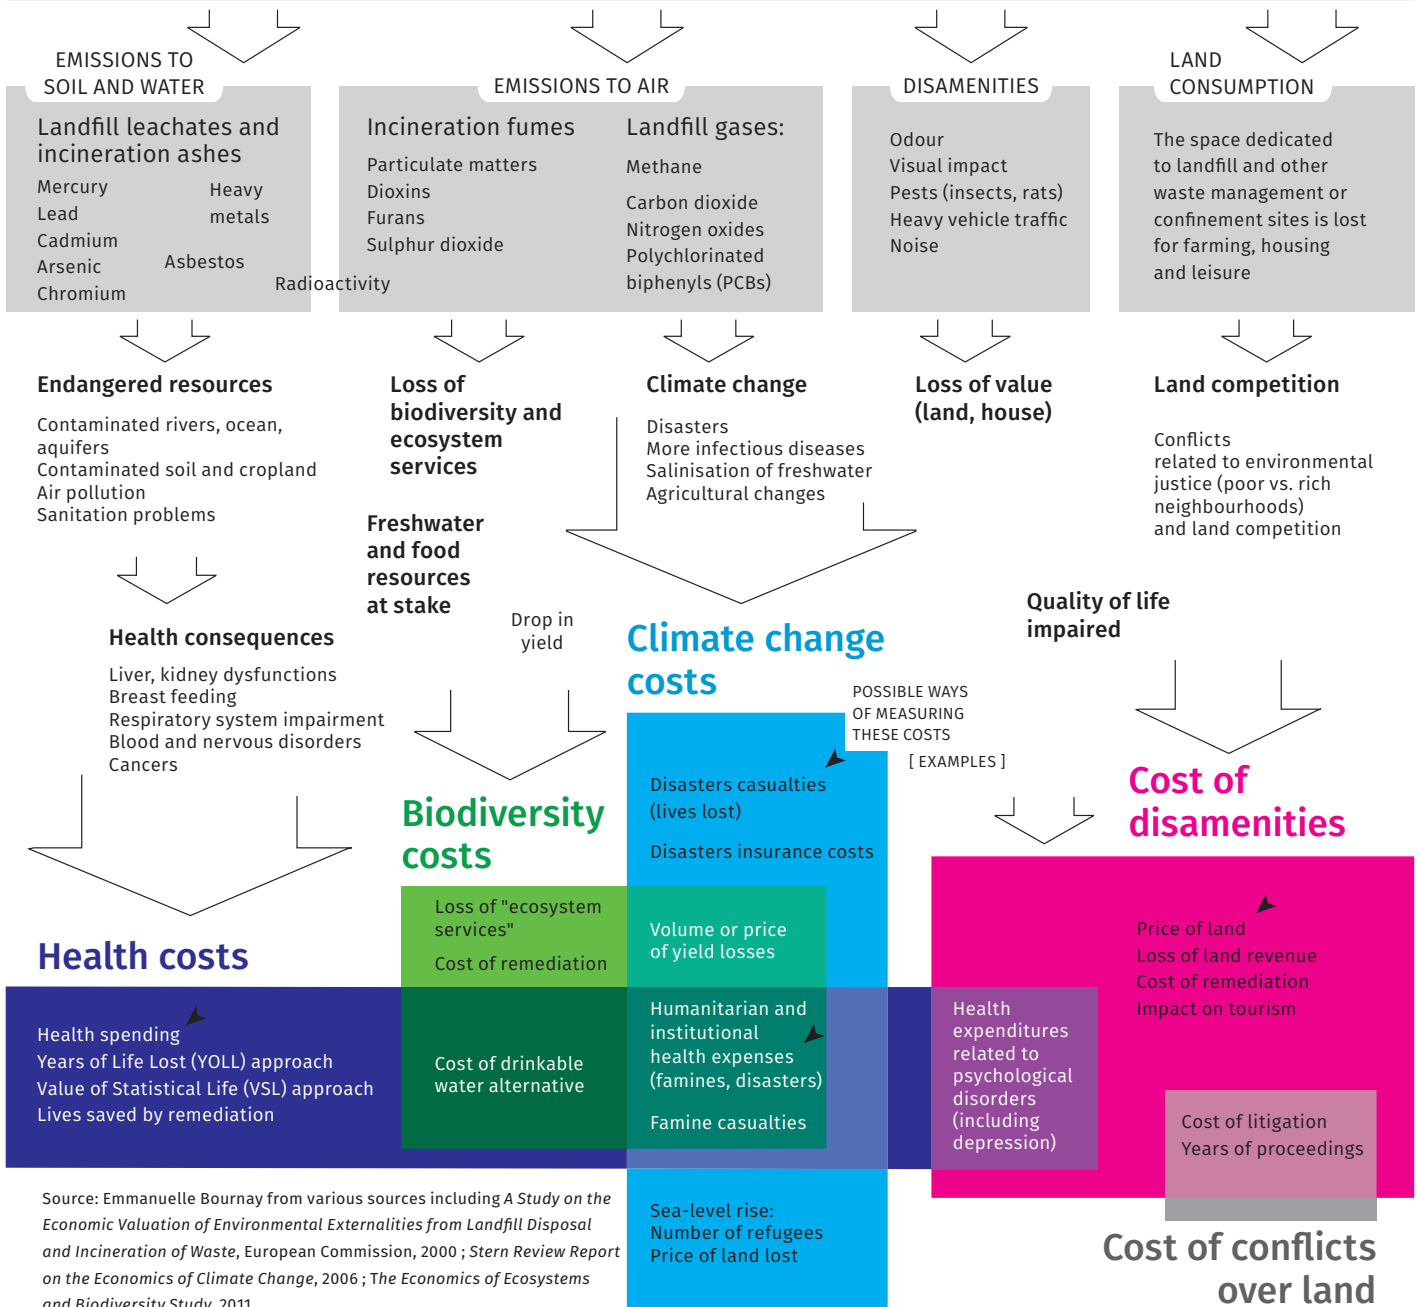 EMISSIONS TO
SOIL AND WATER
Landfill leachates and
incineration ashes
Mercury
Lead
Cadmium
Arsenic
Chromium
Heavy
metals
Asbestos
Radioactivity
EMISSIONS TO AIR
Incineration fumes
Particulate matters
Dioxins
Furans
Sulphur dioxide
Landfill gases:
Methane
Carbon dioxide
Nitrogen oxides
Polychlorinated
biphenyls (PCBs)
DISAMENITIES
Odour
Visual impact
Pests (insects, rats)
Heavy vehicle traffic
Noise
LAND
CONSUMPTION
The space dedicated
to landfill and other
waste management or
confinement sites is lost
for farming, housing
and leisure
Endangered resources
Contaminated rivers, ocean,
aquifers
Contaminated soil and cropland
Air pollution
Sanitation problems
Loss of
biodiversity and
ecosystem
services
Freshwater
and food
resources
at stake
Drop in
yield
Climate change
Disasters
More infectious diseases
Salinisation of freshwater
Agricultural changes
Loss of value
(land, house)
Land competition
Conflicts
related to environmental
justice (poor vs. rich
neighbourhoods)
and land competition
Quality of life
impaired
Health consequences
Liver, kidney dysfunctions
Breast feeding
Respiratory system impairment
Blood and nervous disorders
Cancers
Climate change
costs
POSSIBLE WAYS
OF MEASURING
THESE COSTS
[ EXAMPLES ]
Disasters casualties
(lives lost)
Disasters insurance costs
Biodiversity
costs
Loss of "ecosystem
services"
Cost of remediation
Volume or price
of yield losses
Cost of
disamenities
Price of land
Loss of land revenue
Cost of remediation
Impact on tourism
Health costs
Health spending
Years of Life Lost (YOLL) approach
Value of Statistical Life (VSL) approach
Lives saved by remediation
Cost of drinkable
water alternative
Humanitarian and
institutional
health expenses
(famines, disasters)
Famine casualties
Health
expenditures
related to
psychological
disorders
(including
depression)
Cost of litigation
Years of proceedings
Sea-level rise:
Number of refugees
Price of land lost
Cost of conflicts
over land
Source: Emmanuelle Bournay from various sources including A Study on the
Economic Valuation of Environmental Externalities from Landfill Disposal
and Incineration of Waste, European Commission, 2000 ; Stern Review Report
on the Economics of Climate Change, 2006 ; The Economics of Ecosystems
and Biodiversity Study, 2011